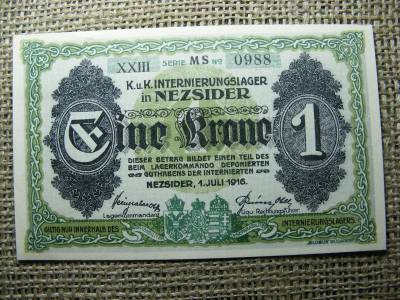 XXIII SERIE MS No 0988
K.u.K. INTERNIERUNGSLAGER
in NEZSIDER
Eine Krone 1
DIESER BETRAG BILDET EINEN TEIL DES
BEIM LAGERKOMMANDO DEPONIERTEN
GUTHABENS DER INTERNIERTEN
NEZSIDER, 1. JULI 1916.
Lagerkommandant
Rechnungsführer
GILTIG NUR INNERHALB DES INTERNIERUNGSLAGERS